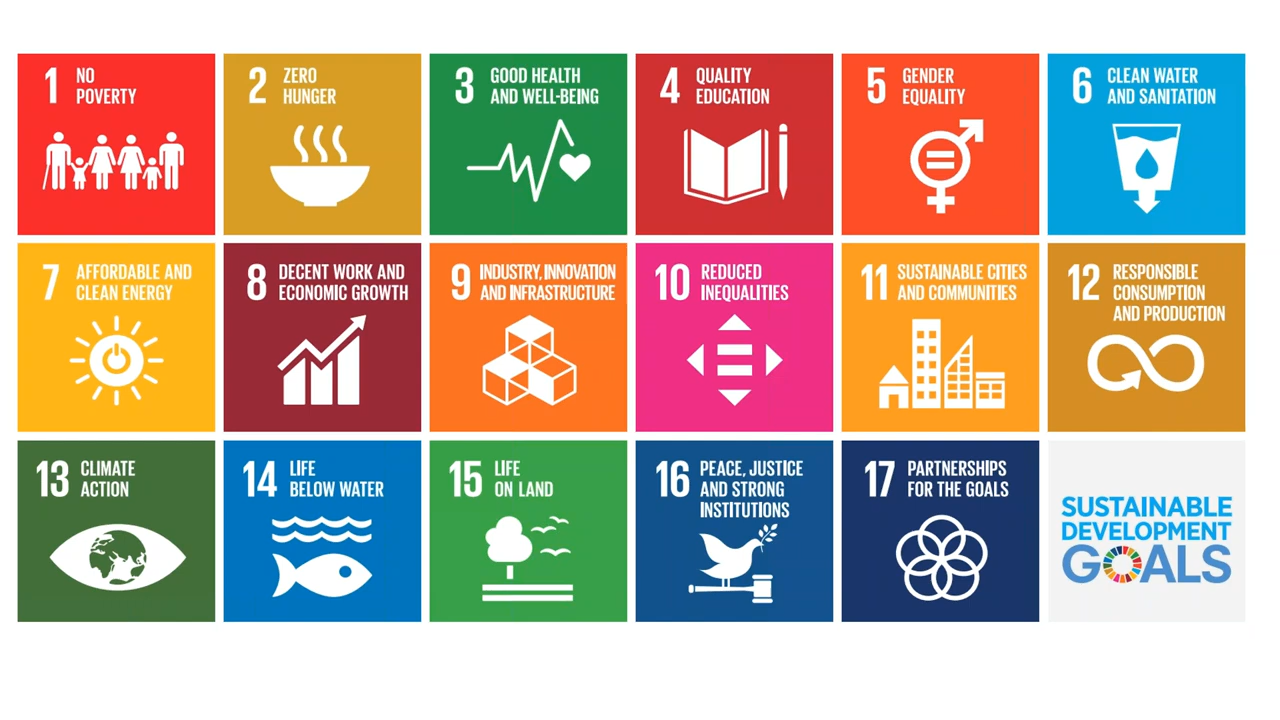 1 NO
POVERTY
2 ZERO
HUNGER
3 GOOD HEALTH
AND WELL-BEING
4 QUALITY
EDUCATION
5 GENDER
EQUALITY
6 CLEAN WATER
AND SANITATION
7 AFFORDABLE AND
CLEAN ENERGY
8 DECENT WORK AND
ECONOMIC GROWTH
9 INDUSTRY, INNOVATION
AND INFRASTRUCTURE
10 REDUCED
INEQUALITIES
11 SUSTAINABLE CITIES
AND COMMUNITIES
12 RESPONSIBLE
CONSUMPTION
AND PRODUCTION
13 CLIMATE
ACTION
14 LIFE
BELOW WATER
15 LIFE
ON LAND
16 PEACE, JUSTICE
AND STRONG
INSTITUTIONS
17 PARTNERSHIPS
FOR THE GOALS
SUSTAINABLE
DEVELOPMENT
GOALS